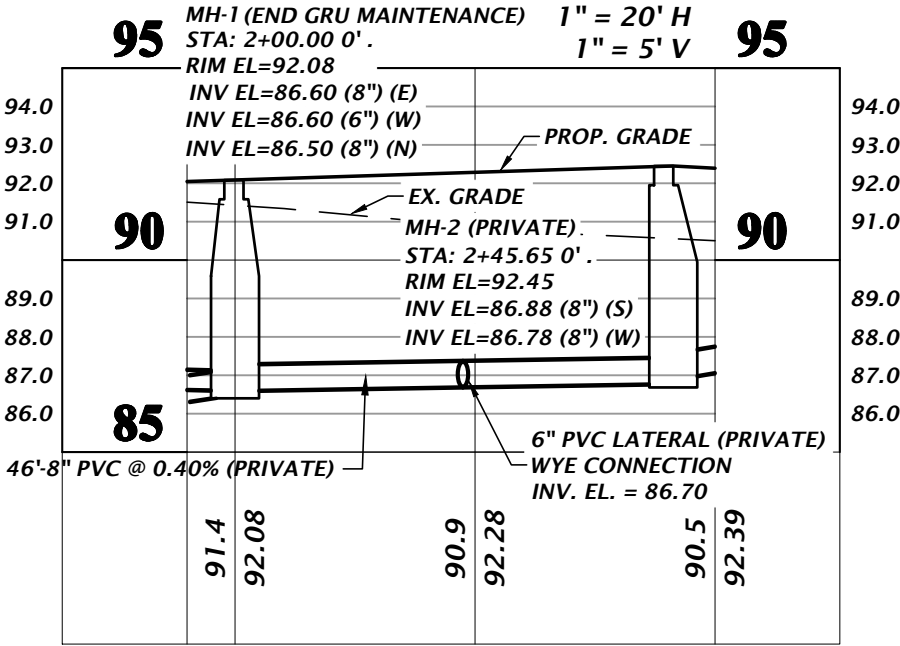 MH-1 (END GRU MAINTENANCE)
STA: 2+00.00 0' .
RIM EL=92.08
INV EL=86.60 (8") (E)
INV EL=86.60 (6") (W)
INV EL=86.50 (8") (N)
1" = 20' H
1" = 5' V
95
95
94.0
94.0
93.0
93.0
92.0
92.0
91.0
91.0
90
90
89.0
89.0
88.0
88.0
87.0
87.0
86.0
86.0
85
PROP. GRADE
EX. GRADE
MH-2 (PRIVATE)
STA: 2+45.65 0' .
RIM EL=92.45
INV EL=86.88 (8") (S)
INV EL=86.78 (8") (W)
46'-8" PVC @ 0.40% (PRIVATE)
6" PVC LATERAL (PRIVATE)
WYE CONNECTION
INV. EL. = 86.70
91.4
92.08
90.9
92.28
90.5
92.39